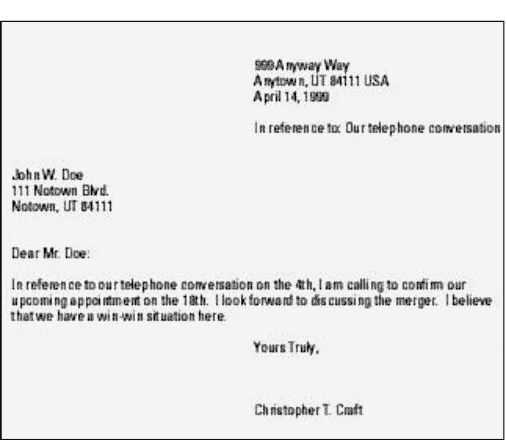 999 Anyway Way
Anytown, UT 84111 USA
April 14, 1999
In reference to: Our telephone conversation
John W. Doe
111 Notown Blvd.
Notown, UT 84111
Dear Mr. Doe:
In reference to our telephone conversation on the 4th, I am calling to confirm our
upcoming appointment on the 18th. I look forward to discussing the merger. I believe
that we have a win-win situation here.
Yours Truly,
Christopher T. Craft